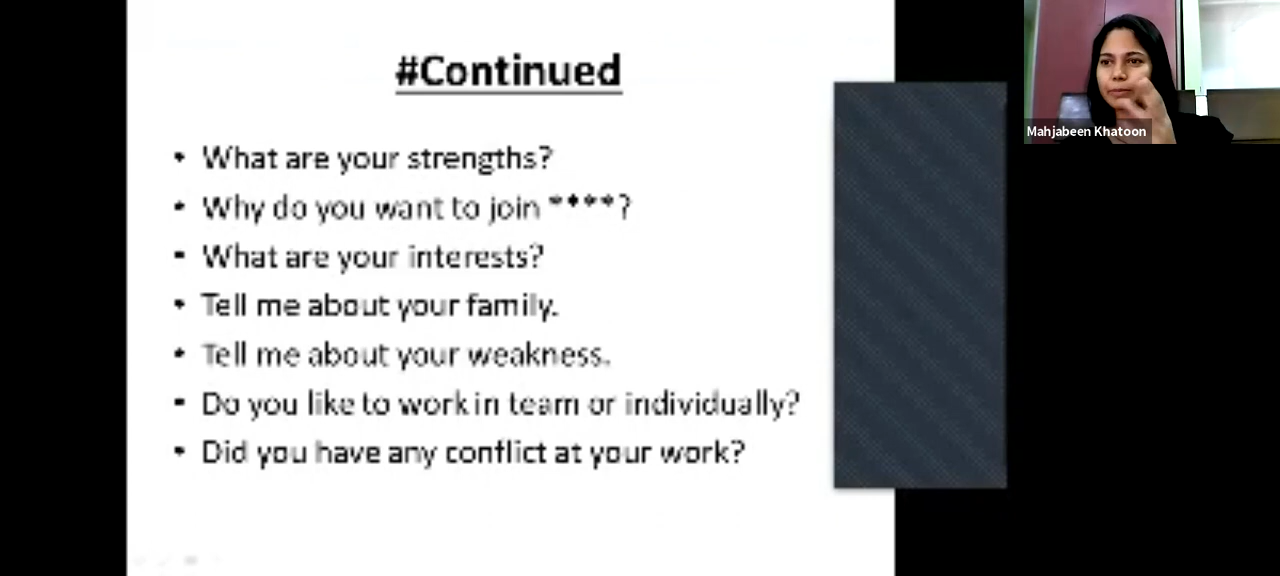 #Continued
• What are your strengths?
• Why do you want to join ****?
• What are your interests?
• Tell me about your family.
• Tell me about your weakness.
• Do you like to work in team or individually?
• Did you have any conflict at your work?
Mahjabeen Khatoon